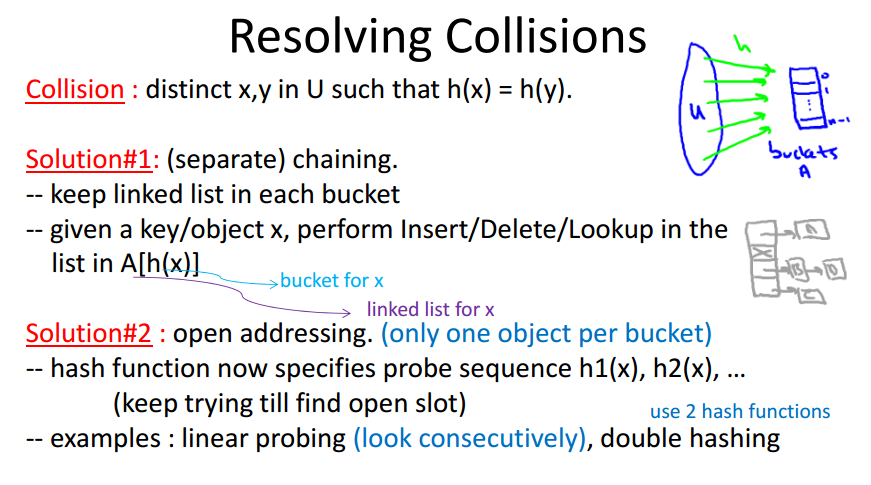 Resolving Collisions
Collision : distinct x,y in U such that h(x) = h(y).
h
U
0
1
n-1
buckets
A
Solution#1: (separate) chaining.
-- keep linked list in each bucket
-- given a key/object x, perform Insert/Delete/Lookup in the
list in A[h(x)]
bucket for x
linked list for x
A
B
D
C
Solution#2 : open addressing. (only one object per bucket)
-- hash function now specifies probe sequence h1(x), h2(x), …
(keep trying till find open slot)
use 2 hash functions
-- examples : linear probing (look consecutively), double hashing